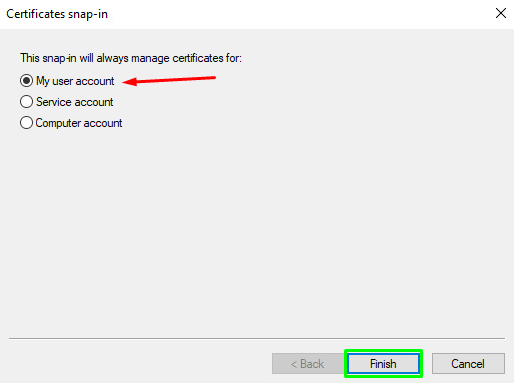 Certificates snap-in
This snap-in will always manage certificates for:
My user account
Service account
Computer account
< Back Finish Cancel